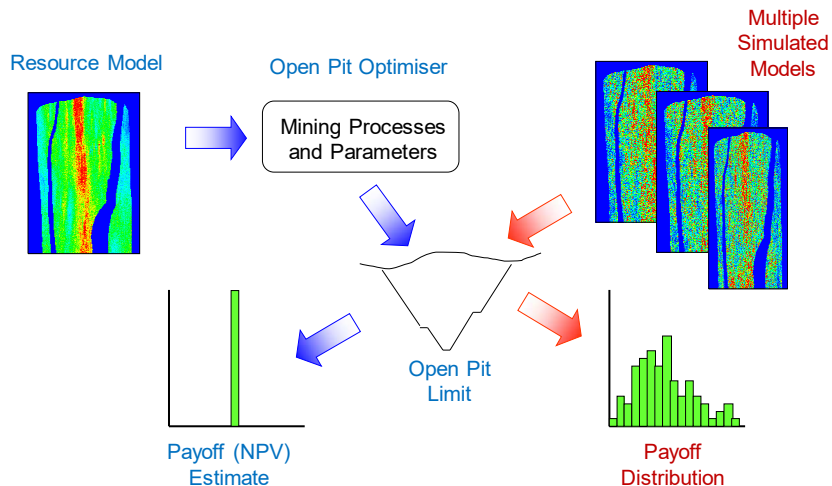 Multiple
Simulated
Models
Resource Model
Open Pit Optimiser
Mining Processes
and Parameters
Open Pit
Limit
Payoff (NPV)
Estimate
Payoff
Distribution